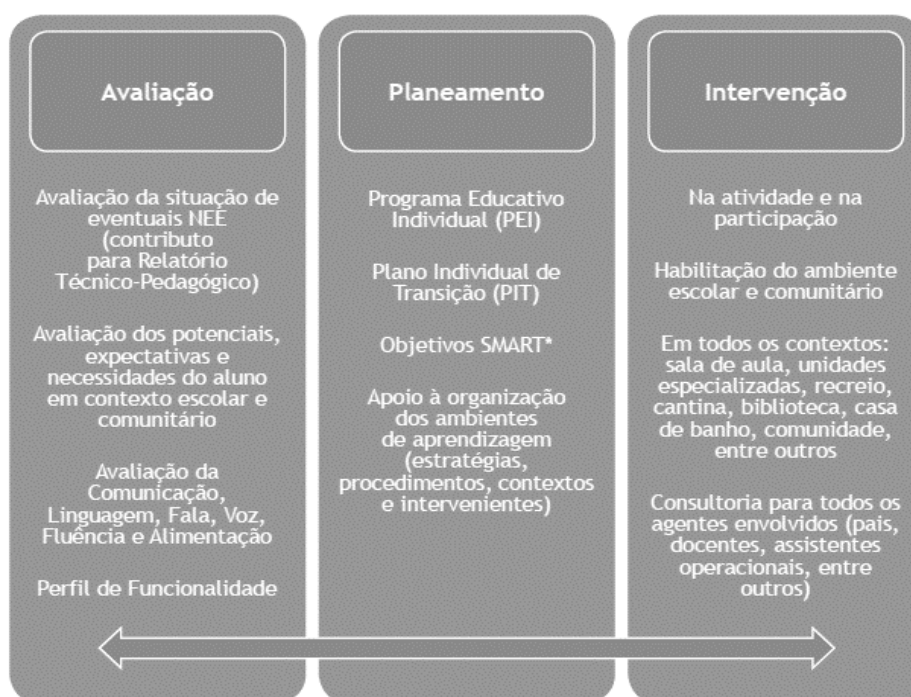 Avaliação
Avaliação da situação de
eventuais NEE
(contributo
para Relatório
Técnico-Pedagógico)
Avaliação dos potenciais,
expectativas e
necessidades do aluno
em contexto escolar e
comunitário
Avaliação da
Comunicação,
Linguagem, Fala, Voz,
Fluência e Alimentação
Perfil de Funcionalidade
Planeamento
Programa Educativo
Individual (PEI)
Plano Individual de
Transição (PIT)
Objetivos SMART*
Apoio à organização
dos ambientes
de aprendizagem
(estratégias,
procedimentos, contextos
e intervenientes)
Intervenção
Na atividade e na
participação
Habilitação do ambiente
escolar e comunitário
Em todos os contextos:
sala de aula, unidades
especializadas, recreio,
cantina, biblioteca, casa
de banho, comunidade,
entre outros
Consultoria para todos os
agentes envolvidos (pais,
docentes, assistentes
operacionais, entre
outros)